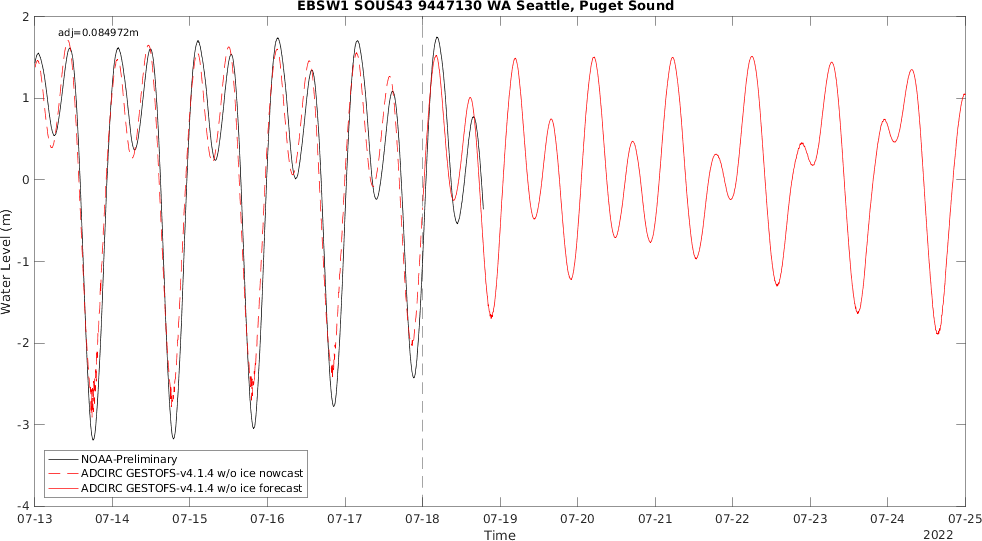 EBSW1 SOUS43 9447130 WA Seattle, Puget Sound
adj=0.084972m
2
1
0
-1
-2
-3
-4
Water Level (m)
NOAA-Preliminary
ADCIRC GESTOFS-v4.1.4 w/o ice nowcast
ADCIRC GESTOFS-v4.1.4 w/o ice forecast
07-13 07-14 07-15 07-16 07-17 07-18 07-19 07-20 07-21 07-22 07-23 07-24 07-25
Time
2022